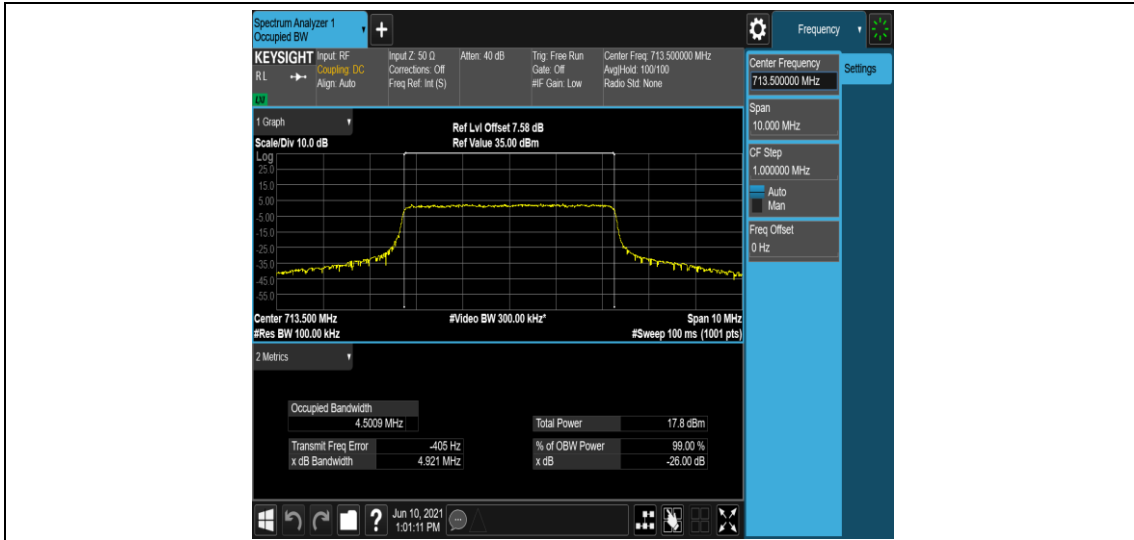 Spectrum Analyzer 1
Occupied BW
+
Frequency
KEYSIGHT
Input: RF
Input Z: 50 Ω
Atten: 40 dB
Trig: Free Run
Center Freq: 713.500000 MHz
RL
Coupling: DC
Corrections: Off
Gate: Off
Avg|Hold: 100/100
Align: Auto
Freq Ref: Int (S)
#IF Gain: Low
Radio Std: None
LXI
Center Frequency
713.500000 MHz
Settings
Span
10.000 MHz
CF Step
1.000000 MHz
Auto
Man
Freq Offset
0 Hz
1 Graph
Ref Lvl Offset 7.58 dB
Scale/Div 10.0 dB
Ref Value 35.00 dBm
Log
25.0
15.0
5.00
-5.00
-15.0
-25.0
-35.0
-45.0
-55.0
Center 713.500 MHz
#Video BW 300.00 kHz*
Span 10 MHz
#Res BW 100.00 kHz
#Sweep 100 ms (1001 pts)
2 Metrics
Occupied Bandwidth
4.5009 MHz
Total Power 17.8 dBm
Transmit Freq Error -405 Hz
% of OBW Power 99.00 %
x dB Bandwidth 4.921 MHz
x dB -26.00 dB
?
Jun 10, 2021
1:01:11 PM